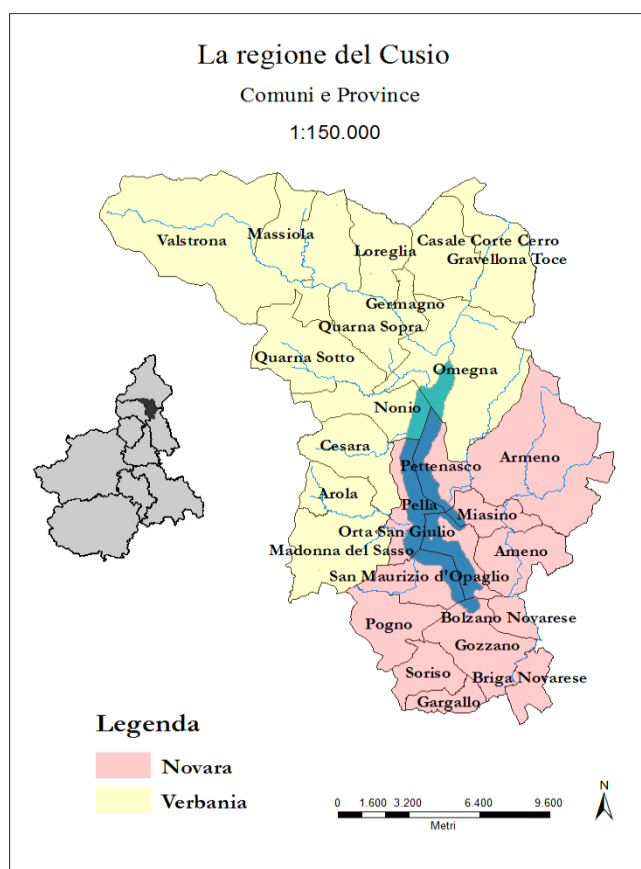 La regione del Cusio
Comuni e Province
1:150.000
Valstrona
Massiola
Loreglia
Casale Corte Cerro
Gravellona Toce
Germagno
Quarna Sopra
Quarna Sotto
Omegna
Nonio
Cesara
Pettenasco
Armeno
Arola
Pella
Miasino
Orta San Giulio
Madonna del Sasso
Ameno
San Maurizio d'Opaglio
Pogno
Bolzano Novarese
Gozzano
Soriso
Briga Novarese
Gargallo
Legenda
Novara
Verbania
0 1.600 3.200 6.400 9.600
Metri
N